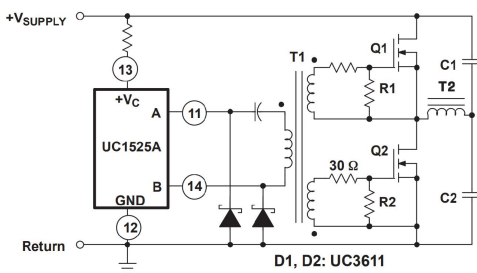 +VSUPPLY
13
+VC
A
11
UC1525A
B
14
GND
12
Return
T1
30 Ω
R1
R2
Q1
Q2
C1
T2
C2
D1, D2: UC3611